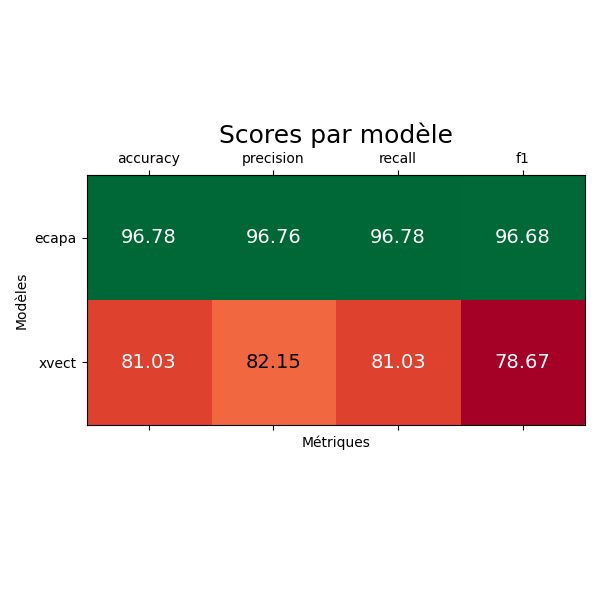 Scores par modèle
accuracy precision recall f1
ecapa 96.78 96.76 96.78 96.68
Modèles
xvect 81.03 82.15 81.03 78.67
Métriques